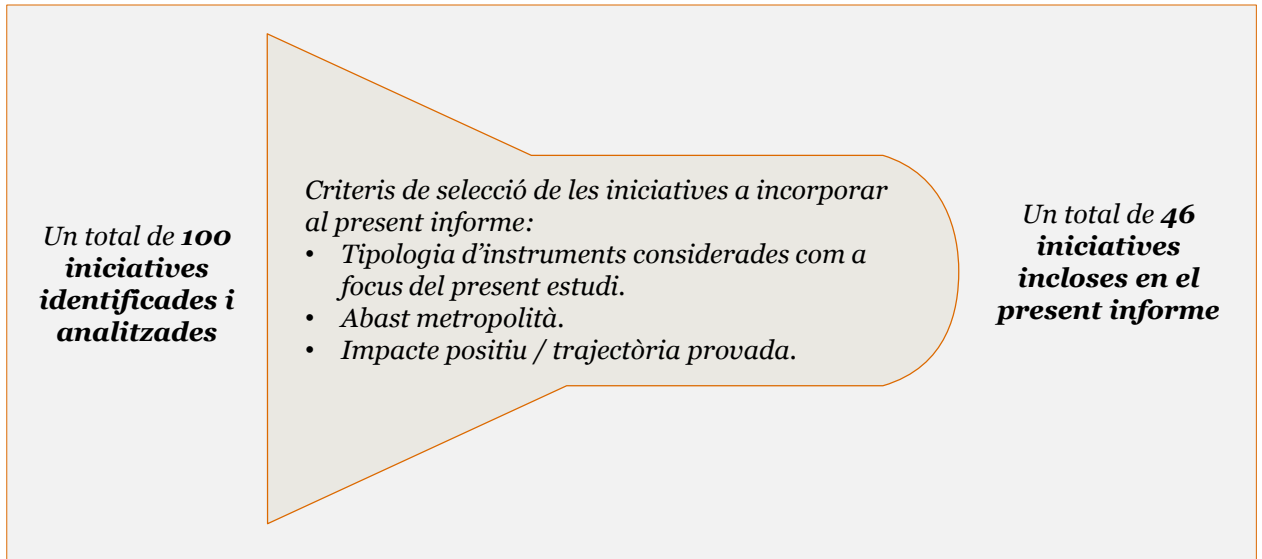 Un total de 100
iniciatives
identificades i
analitzades
Criteris de selecció de les iniciatives a incorporar
al present informe:
• Tipologia d’instruments considerades com a
focus del present estudi.
• Abast metropolità.
• Impacte positiu / trajectòria provada.
Un total de 46
iniciatives
incloses en el
present informe